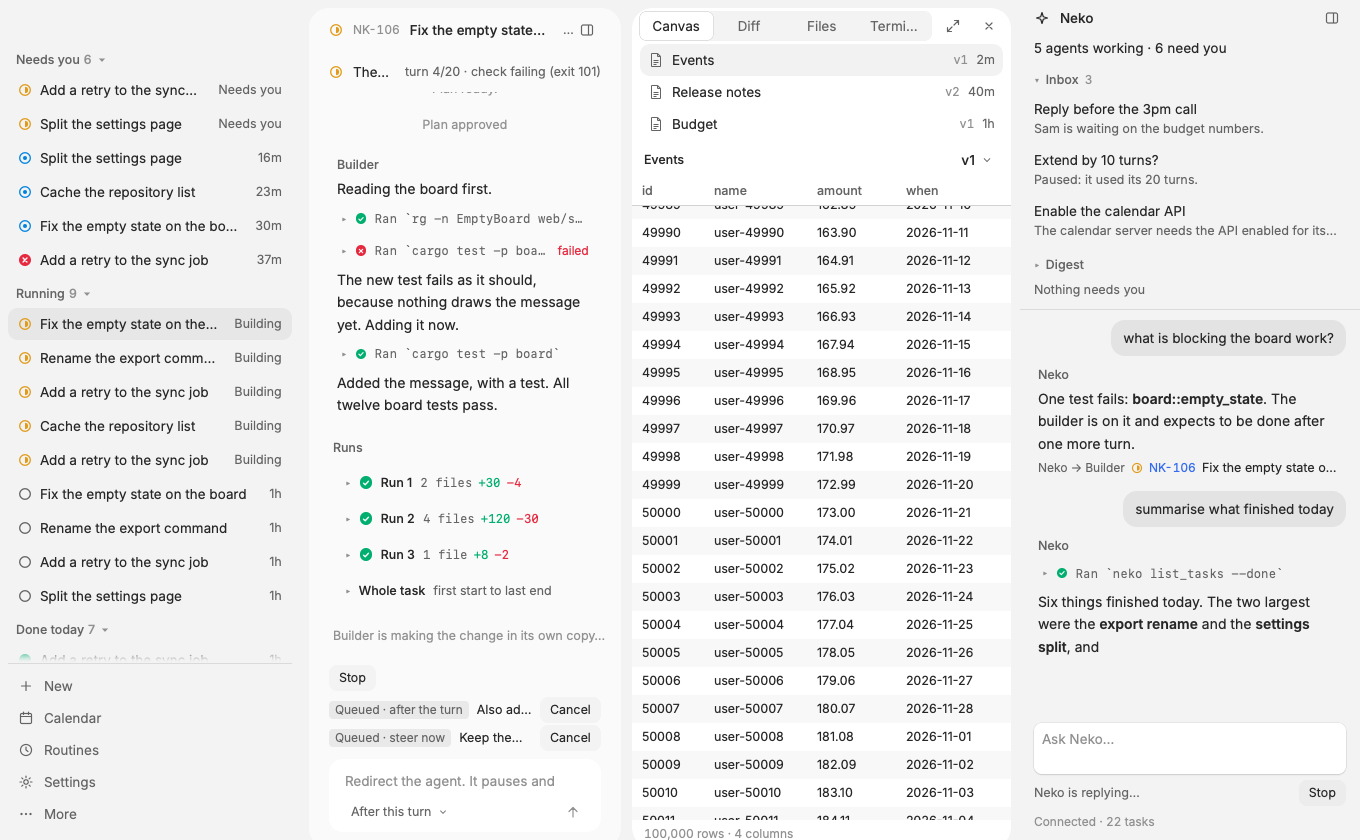 Needs you 6
Add a retry to the sync... Needs you
Split the settings page Needs you
Split the settings page 16m
Cache the repository list 23m
Fix the empty state on the bo... 30m
Add a retry to the sync job 37m
Running 9
Fix the empty state on the... Building
Rename the export comm... Building
Add a retry to the sync job Building
Cache the repository list Building
Add a retry to the sync job Building
Fix the empty state on the board 1h
Rename the export command 1h
Add a retry to the sync job 1h
Split the settings page 1h
Done today 7
Add a retry to the sync job 1h
New
Calendar
Routines
Settings
More
NK-106 Fix the empty state... ...
The... turn 4/20 · check failing (exit 101)
Plan ready.
Plan approved
Builder
Reading the board first.
Ran `rg -n EmptyBoard web/s...
Ran `cargo test -p boa... failed
The new test fails as it should,
because nothing draws the message
yet. Adding it now.
Ran `cargo test -p board`
Added the message, with a test. All
twelve board tests pass.
Runs
Run 1 2 files +30 −4
Run 2 4 files +120 −30
Run 3 1 file +8 −2
Whole task first start to last end
Builder is making the change in its own copy...
Stop
Queued · after the turn Also ad... Cancel
Queued · steer now Keep the... Cancel
Redirect the agent. It pauses and
After this turn
Canvas Diff Files Termi...
Events v1 2m
Release notes v2 40m
Budget v1 1h
Events v1
id name amount when
49989 user-49989 162.89 2026-11-10
49990 user-49990 163.90 2026-11-11
49991 user-49991 164.91 2026-11-12
49992 user-49992 165.92 2026-11-13
49993 user-49993 166.93 2026-11-14
49994 user-49994 167.94 2026-11-15
49995 user-49995 168.95 2026-11-16
49996 user-49996 169.96 2026-11-17
49997 user-49997 170.97 2026-11-18
49998 user-49998 171.98 2026-11-19
49999 user-49999 172.99 2026-11-20
50000 user-50000 173.00 2026-11-21
50001 user-50001 174.01 2026-11-22
50002 user-50002 175.02 2026-11-23
50003 user-50003 176.03 2026-11-24
50004 user-50004 177.04 2026-11-25
50005 user-50005 178.05 2026-11-26
50006 user-50006 179.06 2026-11-27
50007 user-50007 180.07 2026-11-28
50008 user-50008 181.08 2026-11-01
50009 user-50009 182.09 2026-11-02
50010 user-50010 183.10 2026-11-03
50011 user-50011 184.11 2026-11-04
100,000 rows · 4 columns
Neko
5 agents working · 6 need you
Inbox 3
Reply before the 3pm call
Sam is waiting on the budget numbers.
Extend by 10 turns?
Paused: it used its 20 turns.
Enable the calendar API
The calendar server needs the API enabled for its...
Digest
Nothing needs you
what is blocking the board work?
Neko
One test fails: board::empty_state. The
builder is on it and expects to be done after
one more turn.
Neko → Builder NK-106 Fix the empty state o...
summarise what finished today
Neko
Ran `neko list_tasks --done`
Six things finished today. The two largest
were the export rename and the settings
split, and
Ask Neko...
Neko is replying... Stop
Connected · 22 tasks